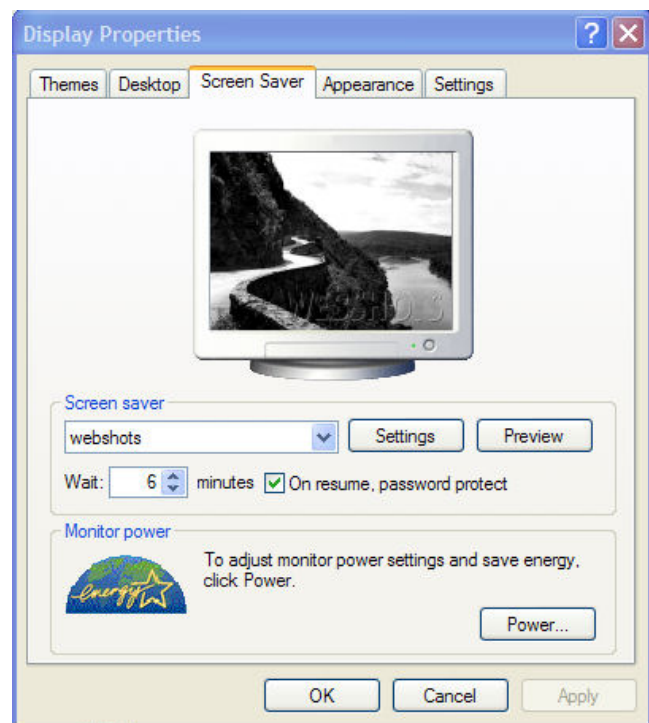 Display Properties
Themes Desktop Screen Saver Appearance Settings
WEBSHOTS
Screen saver
webshots Settings Preview
Wait: 6 minutes On resume, password protect
Monitor power
energy
To adjust monitor power settings and save energy,
click Power.
Power...
OK Cancel Apply